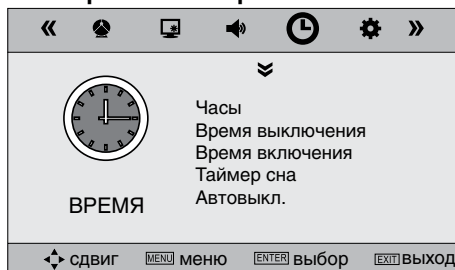 Часы
Время выключения
Время включения
Таймер сна
Автовыкл.
ВРЕМЯ
сдвиг MENU меню ENTER выбор EXIT выход